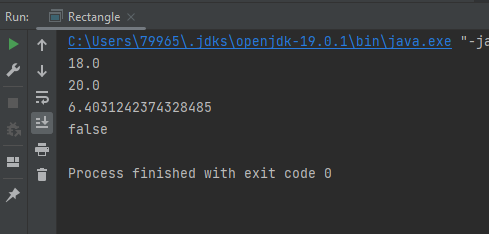 Run: Rectangle ×
C:\Users\79965\.jdks\openjdk-19.0.1\bin\java.exe "-ja
18.0
20.0
6.4031242374328485
false
Process finished with exit code 0